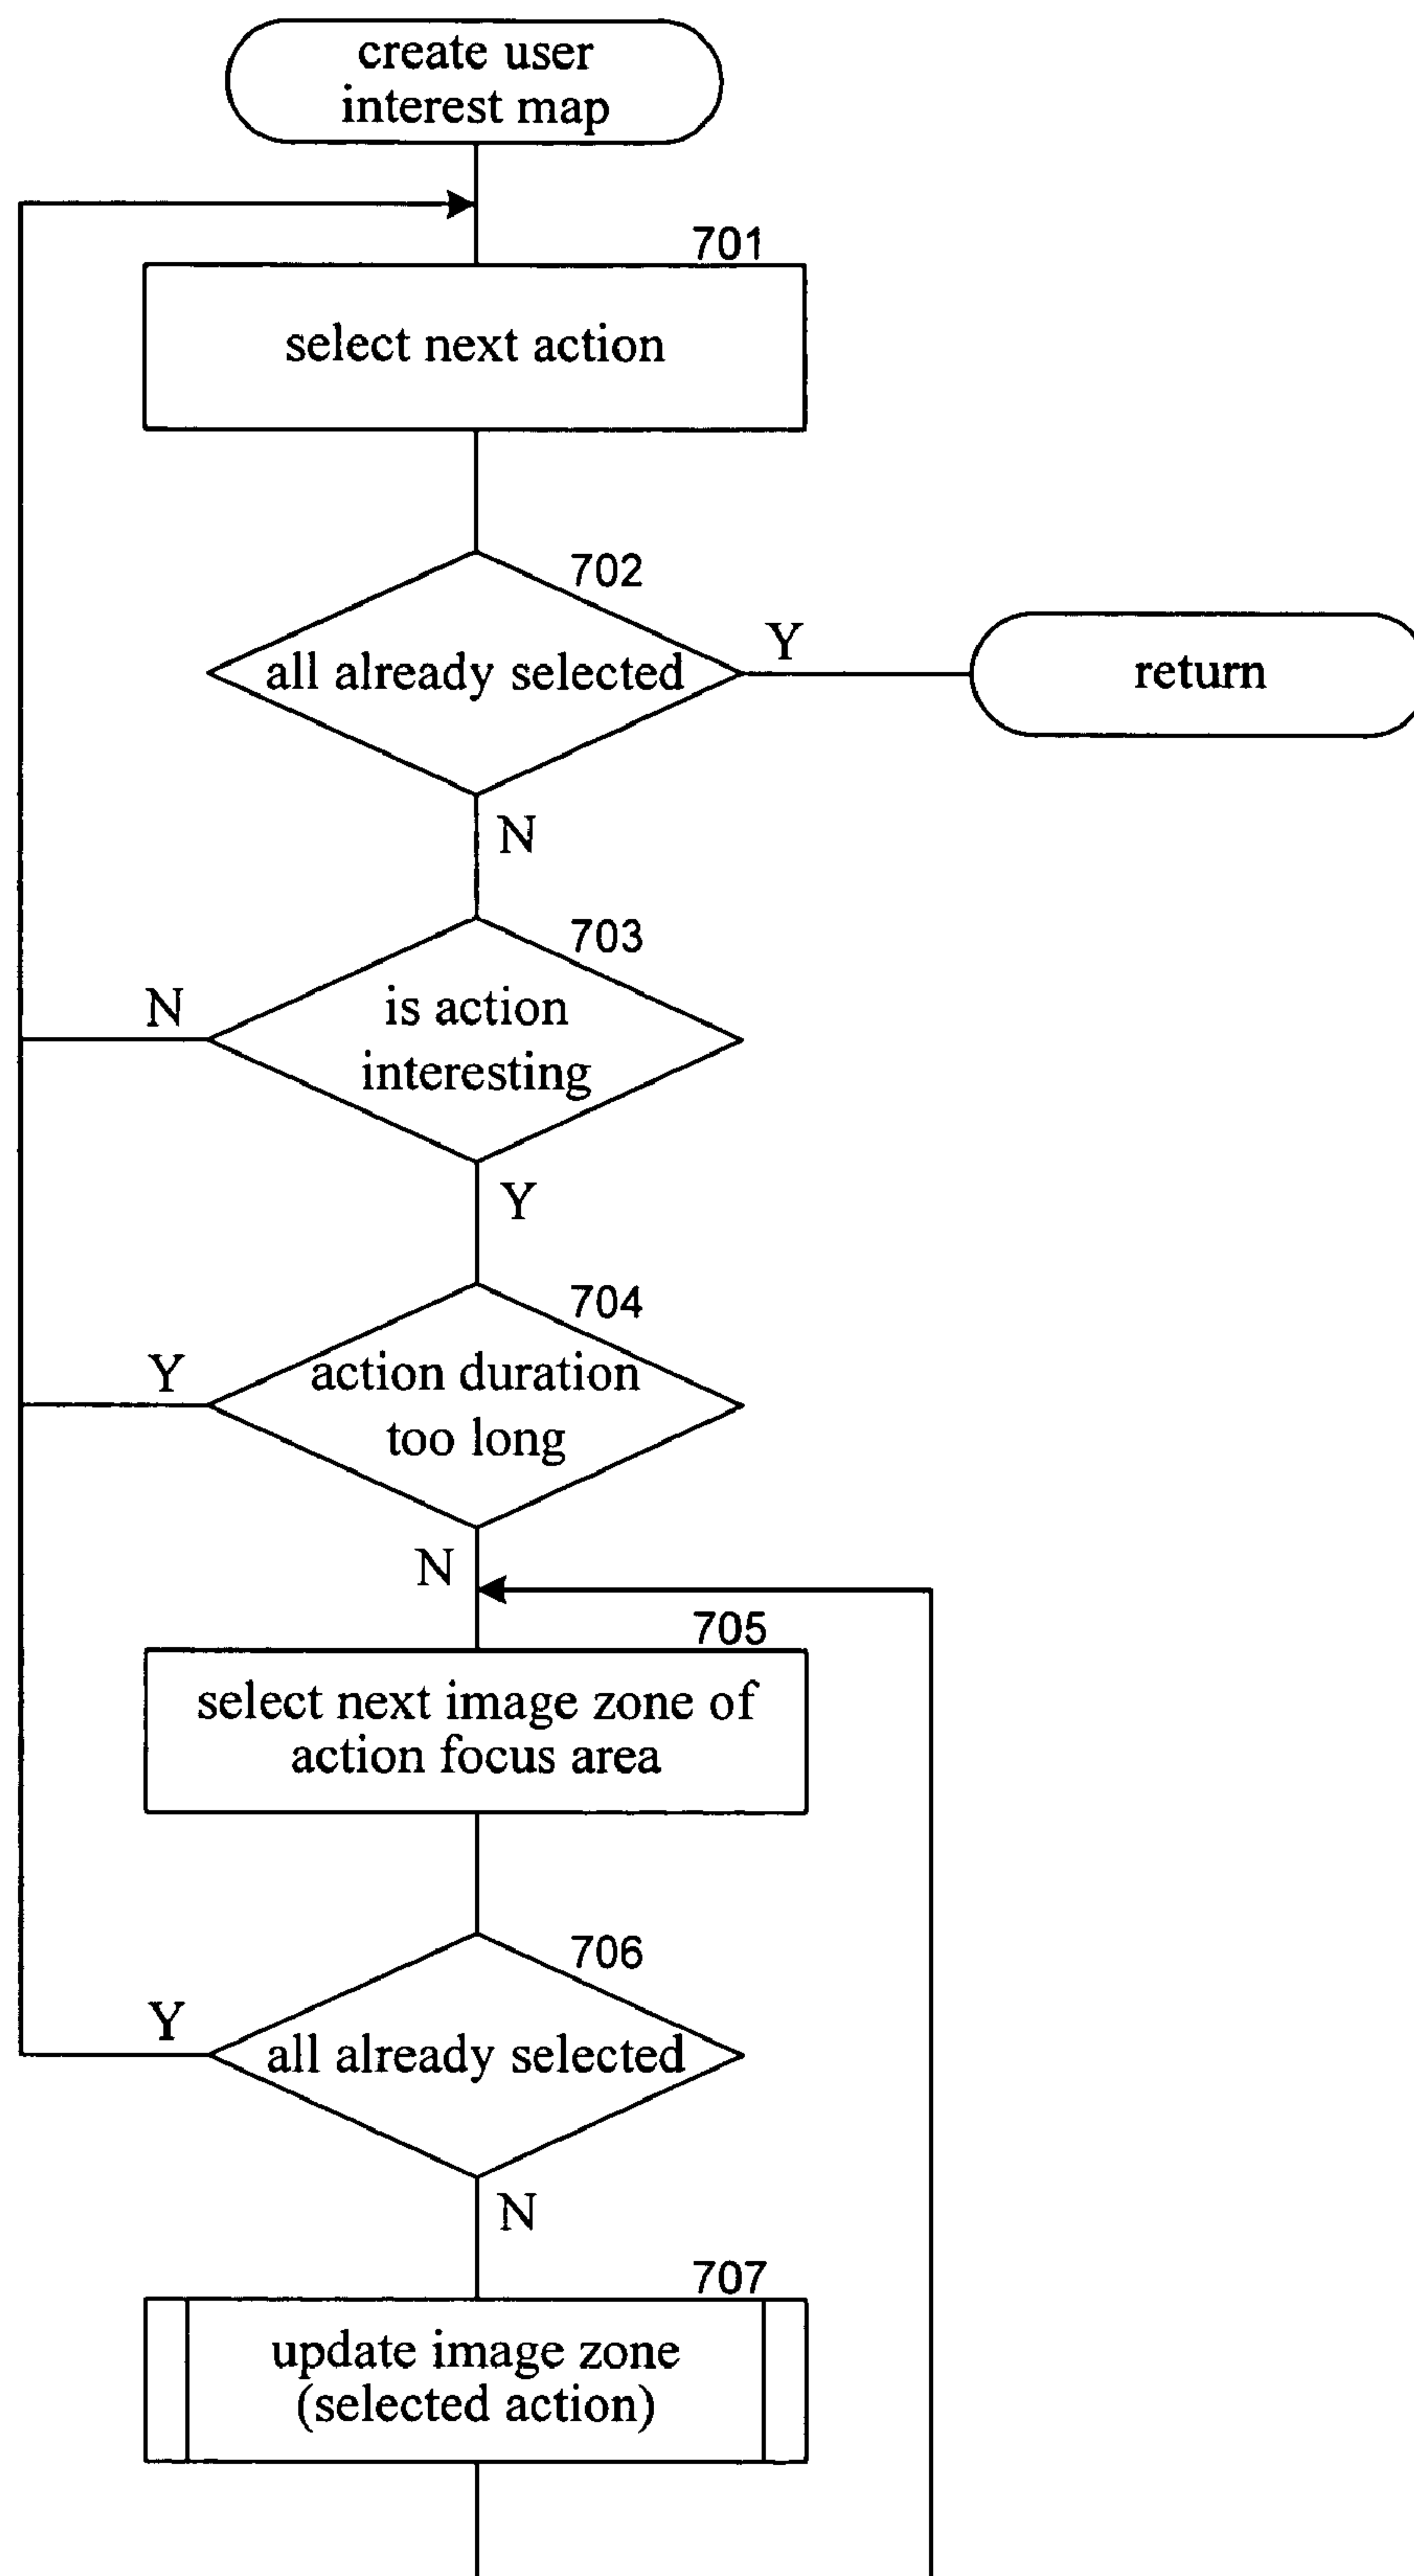 create user
interest map
701
select next action
702
all already selected
Y
return
N
703
is action
interesting
N
Y
704
action duration
too long
Y
N
705
select next image zone of
action focus area
706
all already selected
Y
N
707
update image zone
(selected action)